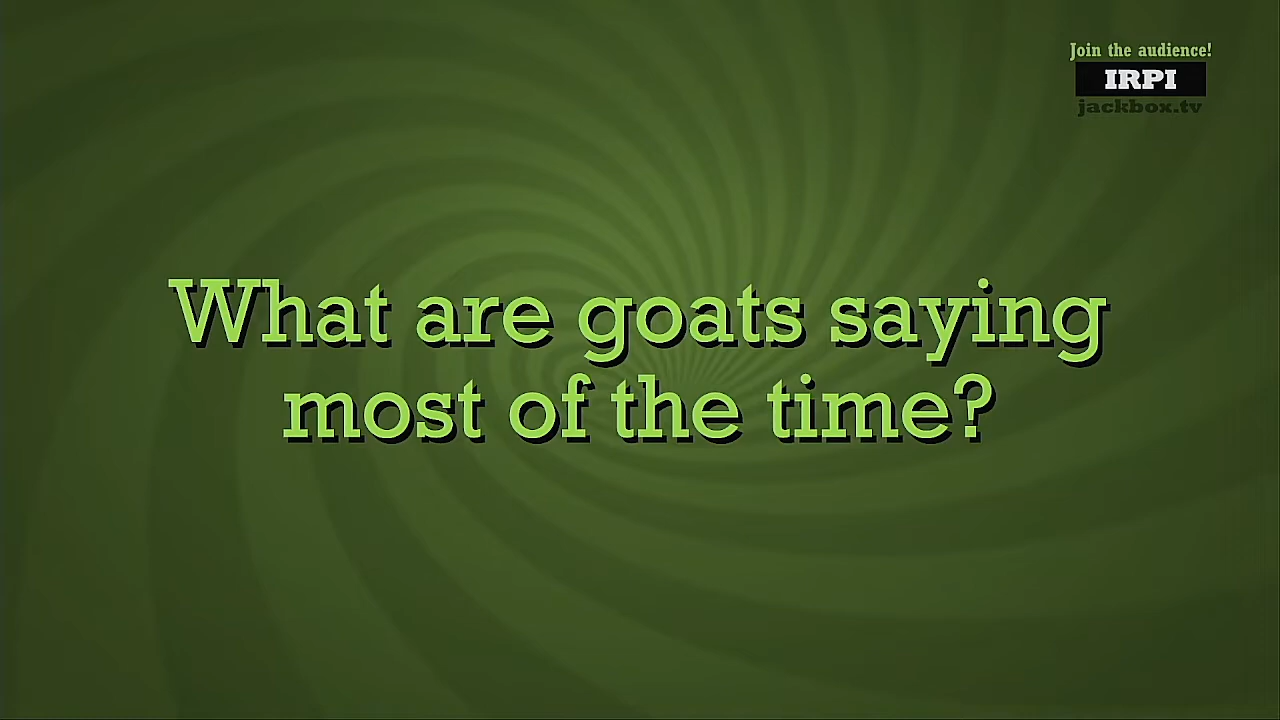 Join the audience!
IRPI
jackbox.tv
What are goats saying
most of the time?